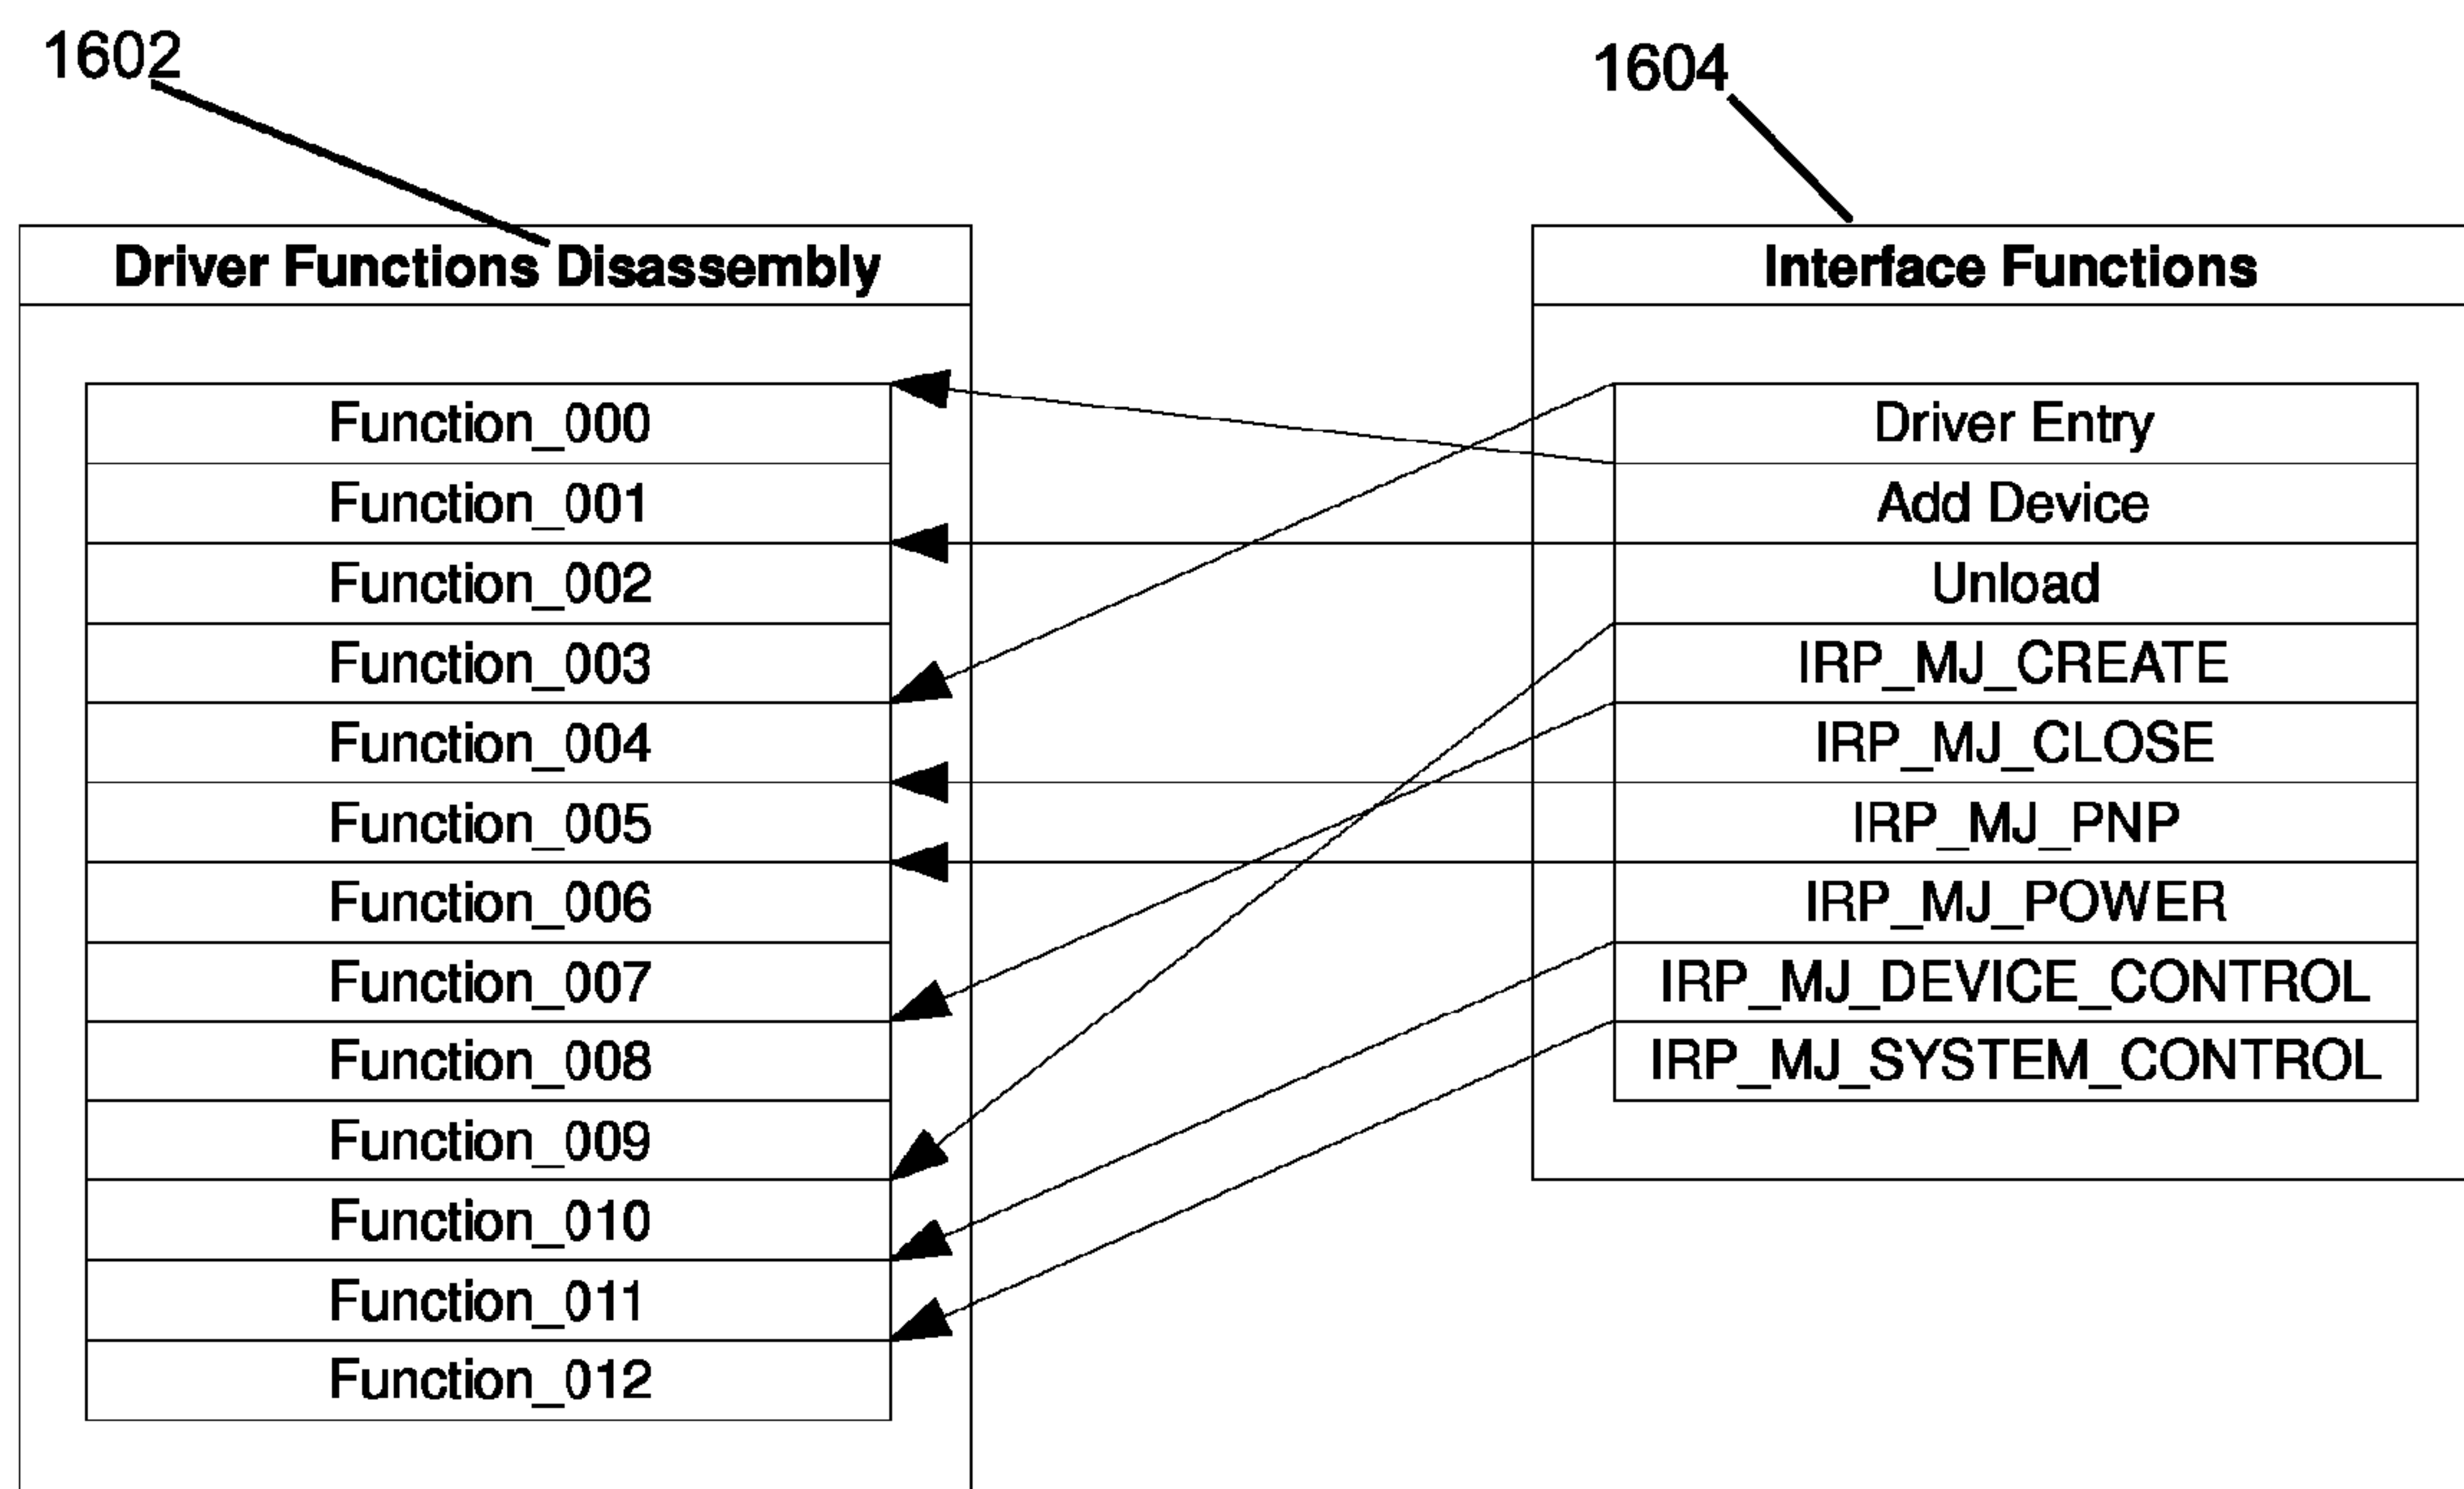 1602
1604
Driver Functions Disassembly
Function_000
Function_001
Function_002
Function_003
Function_004
Function_005
Function_006
Function_007
Function_008
Function_009
Function_010
Function_011
Function_012
Interface Functions
Driver Entry
Add Device
Unload
IRP_MJ_CREATE
IRP_MJ_CLOSE
IRP_MJ_PNP
IRP_MJ_POWER
IRP_MJ_DEVICE_CONTROL
IRP_MJ_SYSTEM_CONTROL